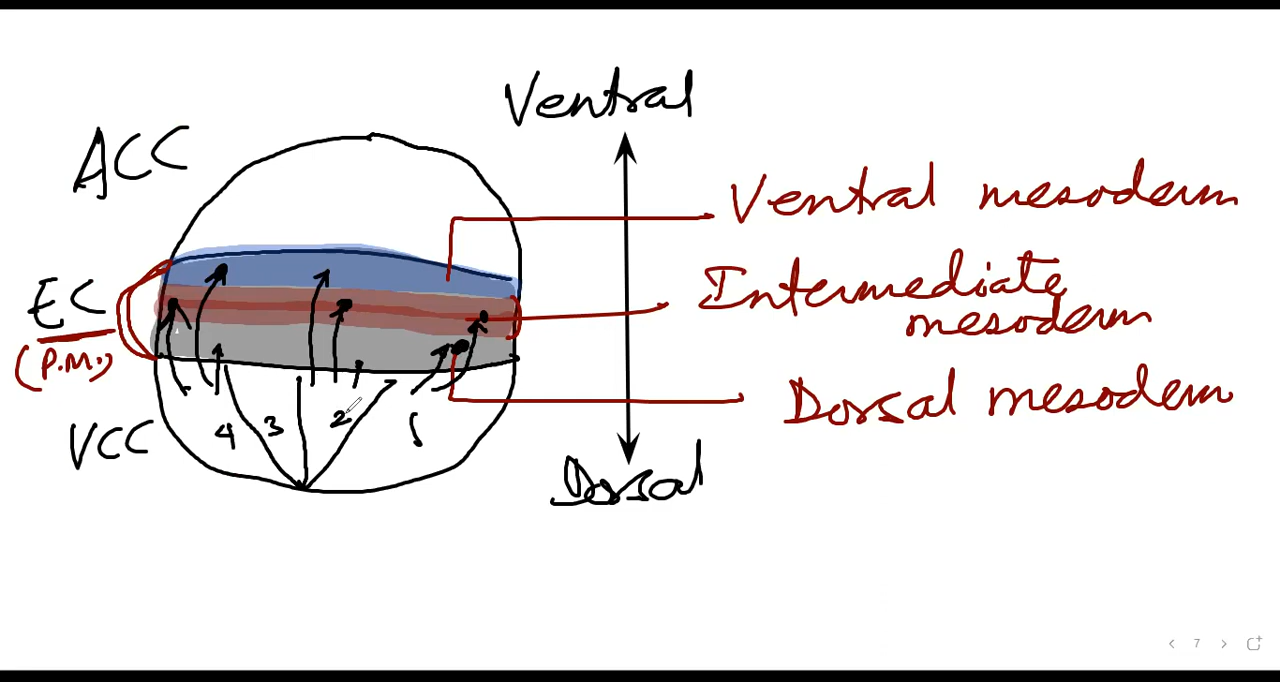 Ventral
ACC
Ventral mesoderm
EC
(P.M.)
Intermediate
mesoderm
Dorsal mesoderm
VCC
4 3 2 1
Dorsal
7